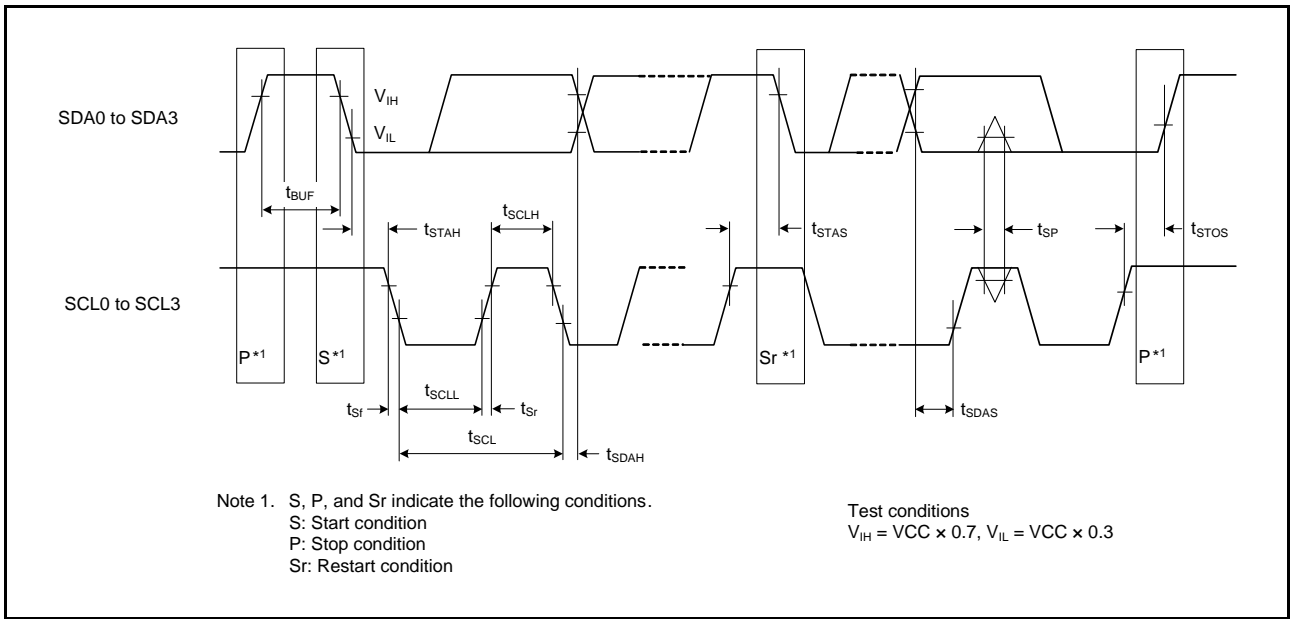 SDA0 to SDA3
VIH
VIL
tBUF
tSTAH
tSCLH
tSTAS
tSP
tSTOS
SCL0 to SCL3
P*1
S*1
Sr*1
P*1
tSf
tSCLL
tSr
tSDAS
tSCL
tSDAH
Note 1. S, P, and Sr indicate the following conditions.
S: Start condition
P: Stop condition
Sr: Restart condition
Test conditions
VIH = VCC × 0.7, VIL = VCC × 0.3